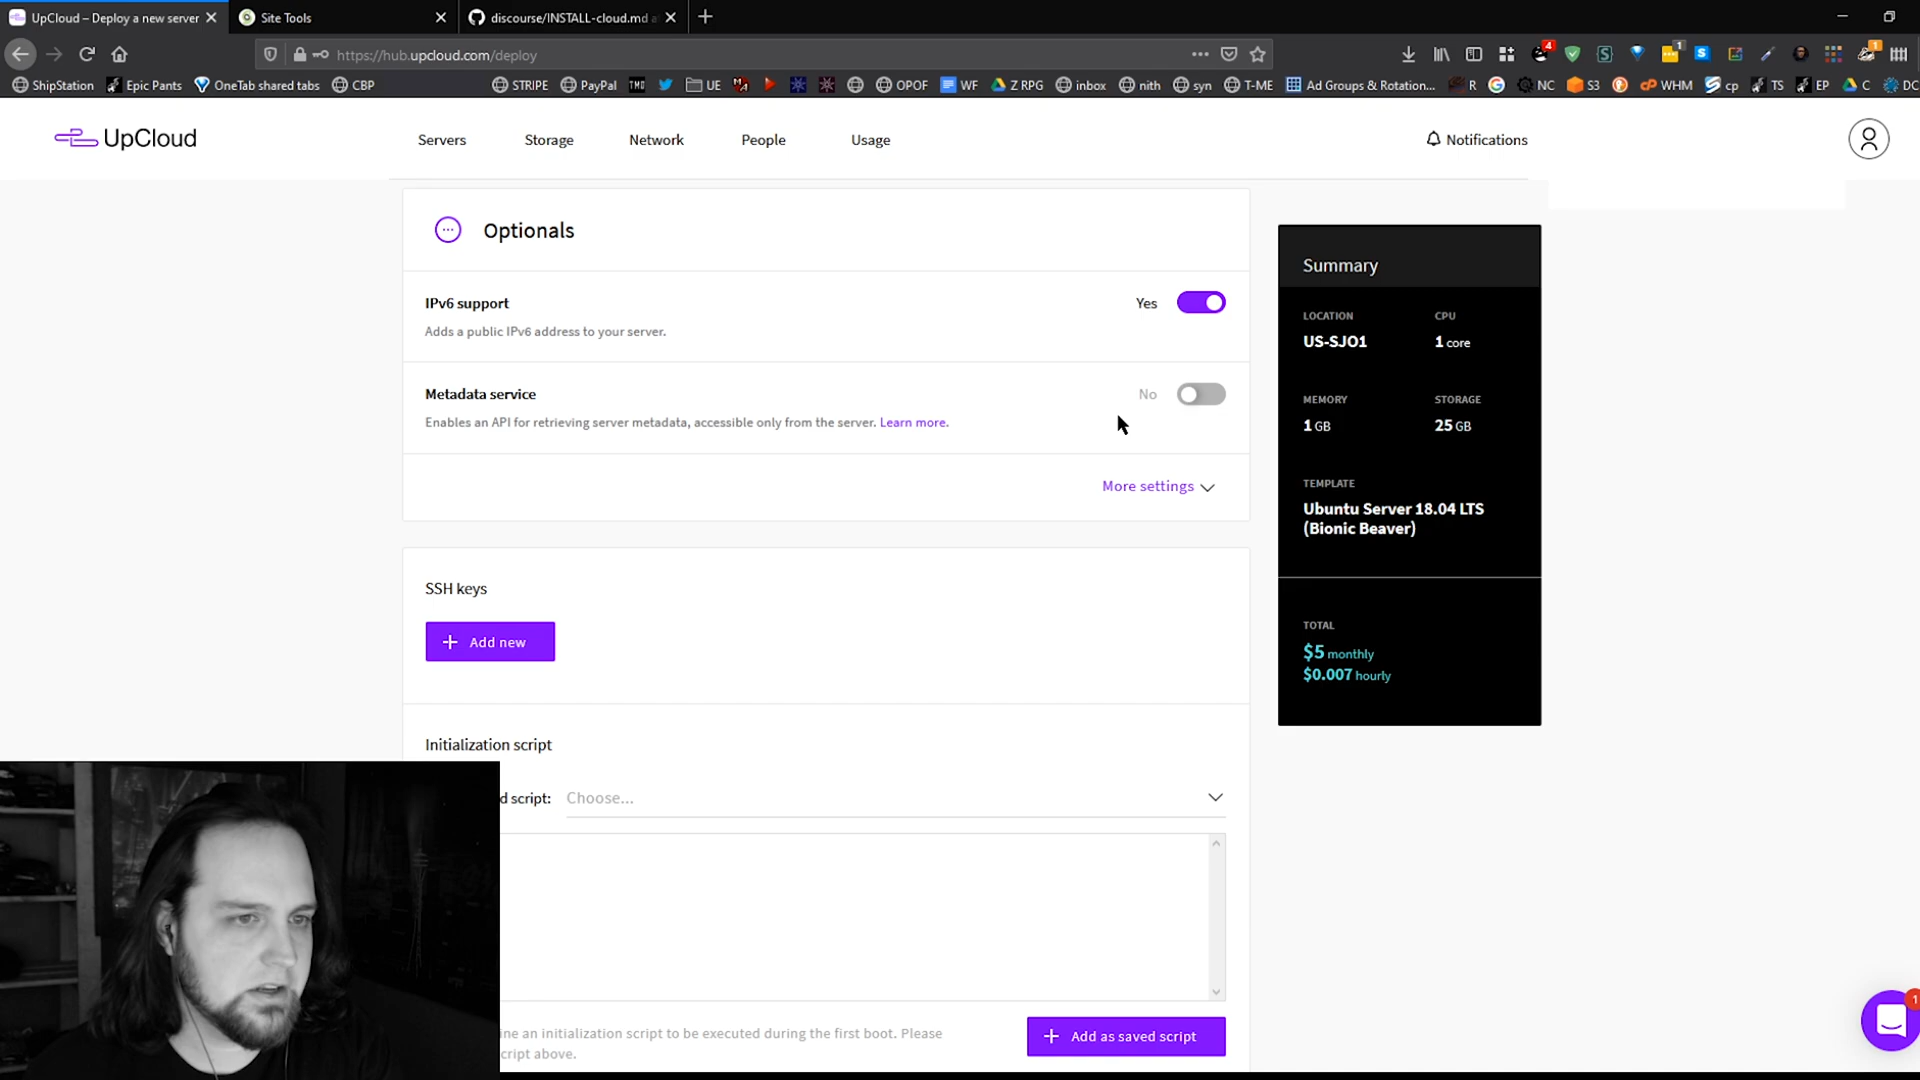 UpCloud – Deploy a new server
Site Tools
discourse/INSTALL-cloud.md a
https://hub.upcloud.com/deploy
4
1
1
ShipStation
Epic Pants
OneTab shared tabs
CBP
STRIPE
PayPal
UE
OPOF
WF
Z RPG
inbox
nith
syn
T-ME
Ad Groups & Rotation...
R
NC
S3
WHM
cp
TS
EP
C
DC
UpCloud
Servers
Storage
Network
People
Usage
Notifications
Optionals
IPv6 support
Yes
Adds a public IPv6 address to your server.
Metadata service
No
Enables an API for retrieving server metadata, accessible only from the server. Learn more.
More settings
SSH keys
Add new
Initialization script
d script:
Choose...
ine an initialization script to be executed during the first boot. Please
cript above.
Add as saved script
Summary
LOCATION
CPU
US-SJO1
1 core
MEMORY
STORAGE
1 GB
25 GB
TEMPLATE
Ubuntu Server 18.04 LTS
(Bionic Beaver)
TOTAL
$5 monthly
$0.007 hourly
1